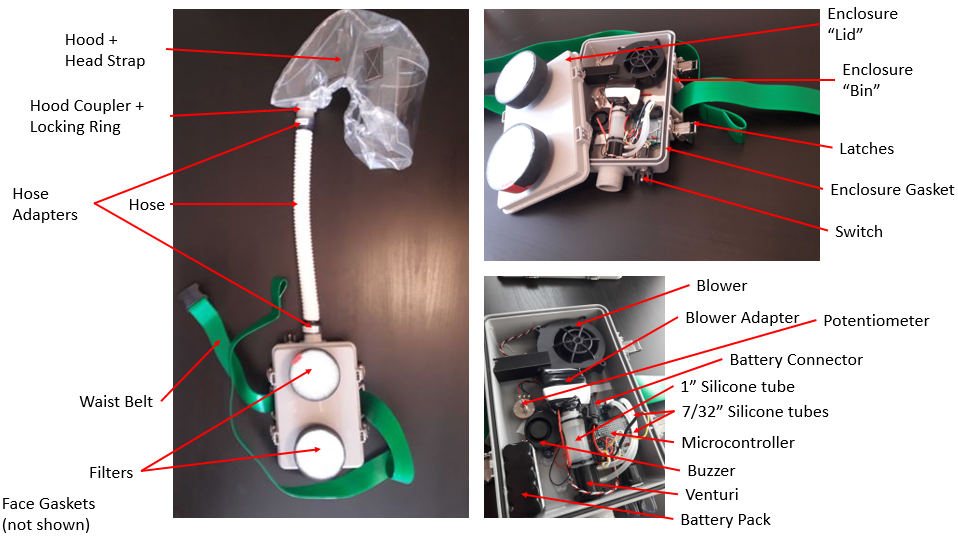 Hood +
Head Strap
Hood Coupler +
Locking Ring
Hose
Adapters
Hose
Waist Belt
Filters
Face Gaskets
(not shown)
Enclosure
“Lid”
Enclosure
“Bin”
Latches
Enclosure Gasket
Switch
Blower
Blower Adapter
Potentiometer
Battery Connector
1” Silicone tube
7/32” Silicone tubes
Microcontroller
Buzzer
Venturi
Battery Pack